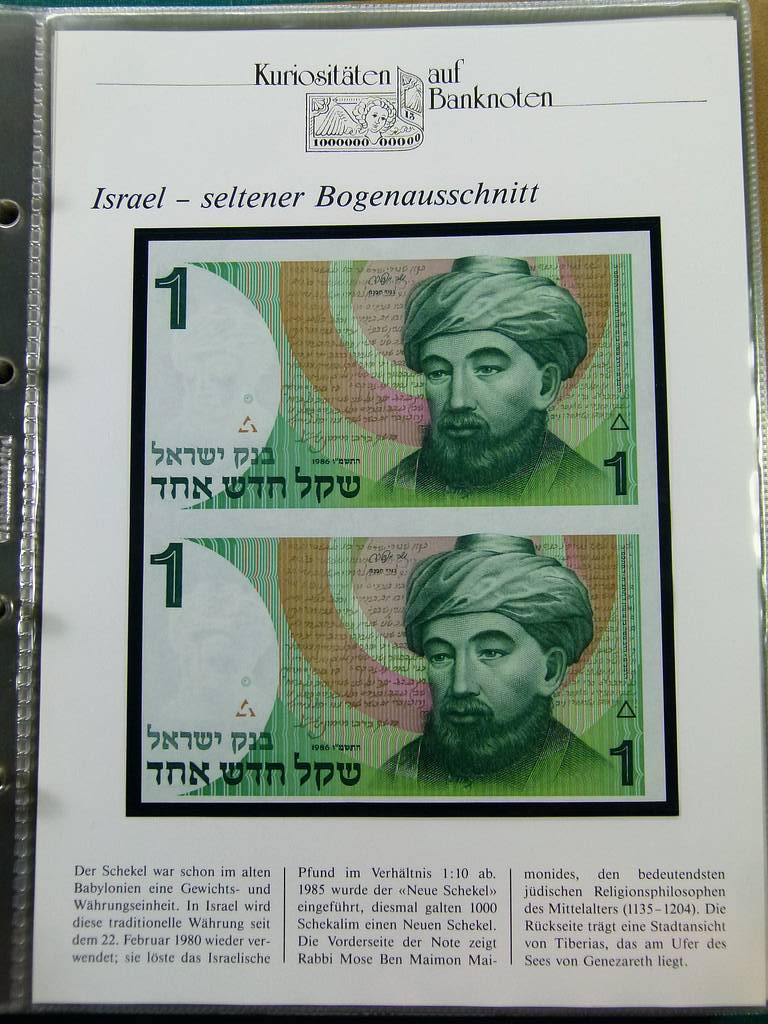 Kuriositäten auf
Banknoten
15
1000000 00000
Israel – seltener Bogenausschnitt
1
בנק ישראל
התשמ"ו 1986
שקל חדש אחד
1
1
בנק ישראל
התשמ"ו 1986
שקל חדש אחד
1
Der Schekel war schon im alten
Babylonien eine Gewichts- und
Währungseinheit. In Israel wird
diese traditionelle Währung seit
dem 22. Februar 1980 wieder ver-
wendet; sie löste das Israelische
Pfund im Verhältnis 1:10 ab.
1985 wurde der «Neue Schekel»
eingeführt, diesmal galten 1000
Schekalim einen Neuen Schekel.
Die Vorderseite der Note zeigt
Rabbi Mose Ben Maimon Mai-
monides, den bedeutendsten
jüdischen Religionsphilosophen
des Mittelalters (1135–1204). Die
Rückseite trägt eine Stadtansicht
von Tiberias, das am Ufer des
Sees von Genezareth liegt.